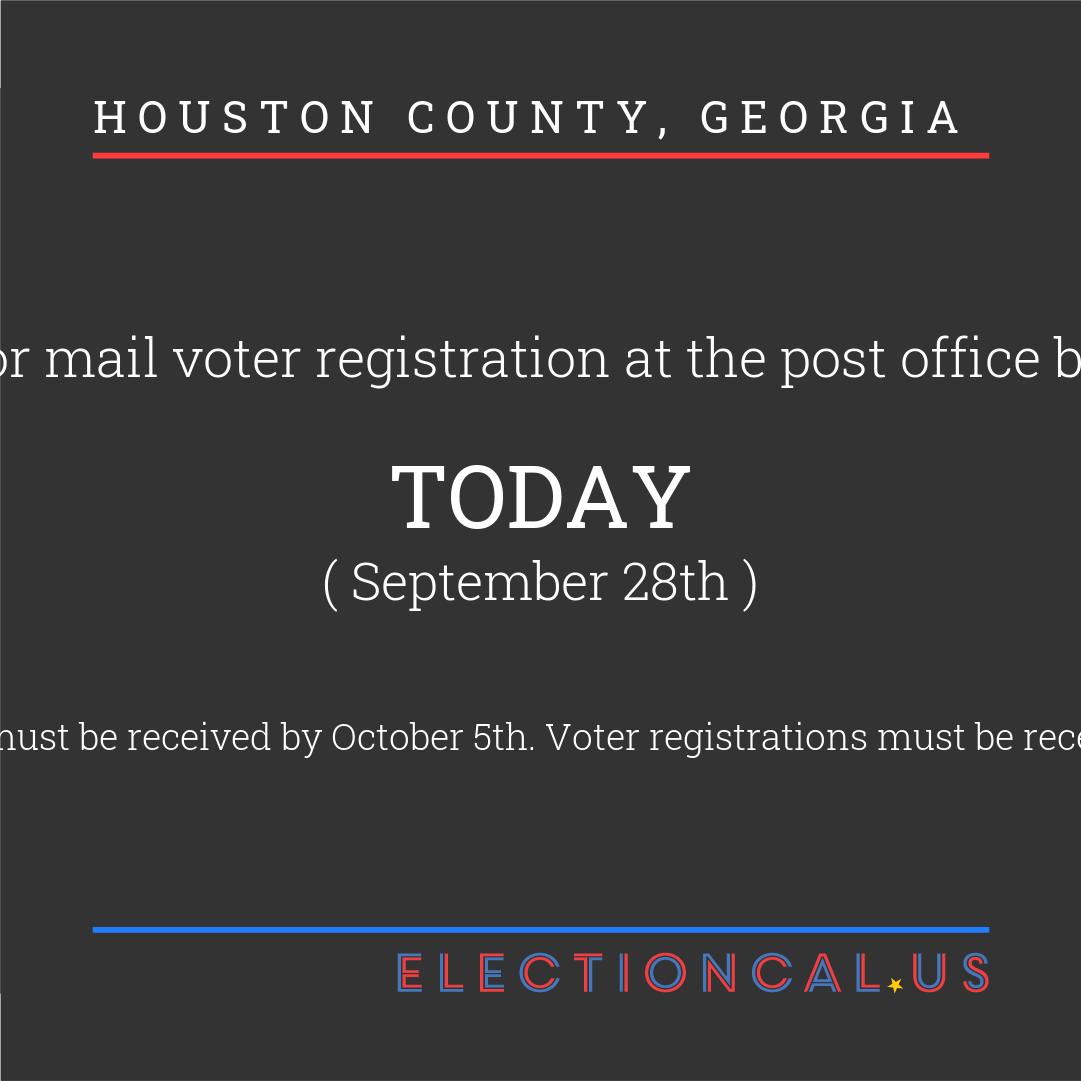 HOUSTON COUNTY, GEORGIA
or mail voter registration at the post office b
TODAY
( September 28th )
must be received by October 5th. Voter registrations must be rece
ELECTIONCAL.US